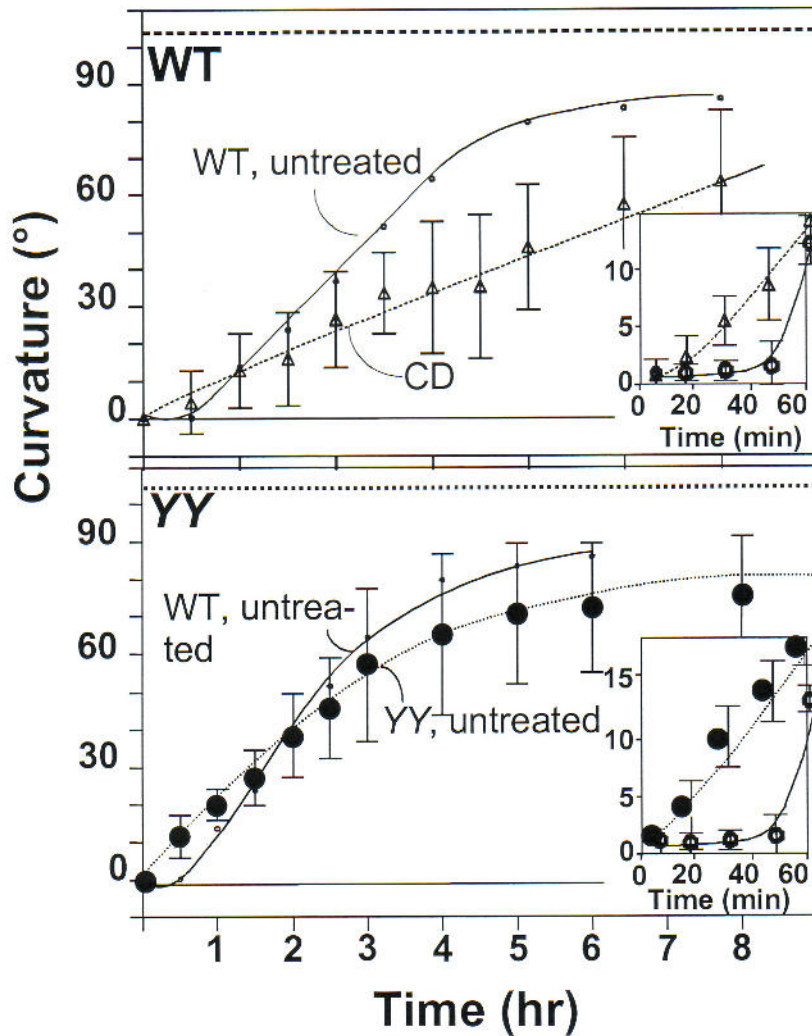 Curvature (°)
WT
90
60
30
0
WT, untreated
CD
10
5
0
0
20
40
60
Time (min)
YY
90
60
30
0
WT, untrea-
ted
YY, untreated
15
10
5
0
0
20
40
60
Time (min)
1 2 3 4 5 6 7 8
Time (hr)